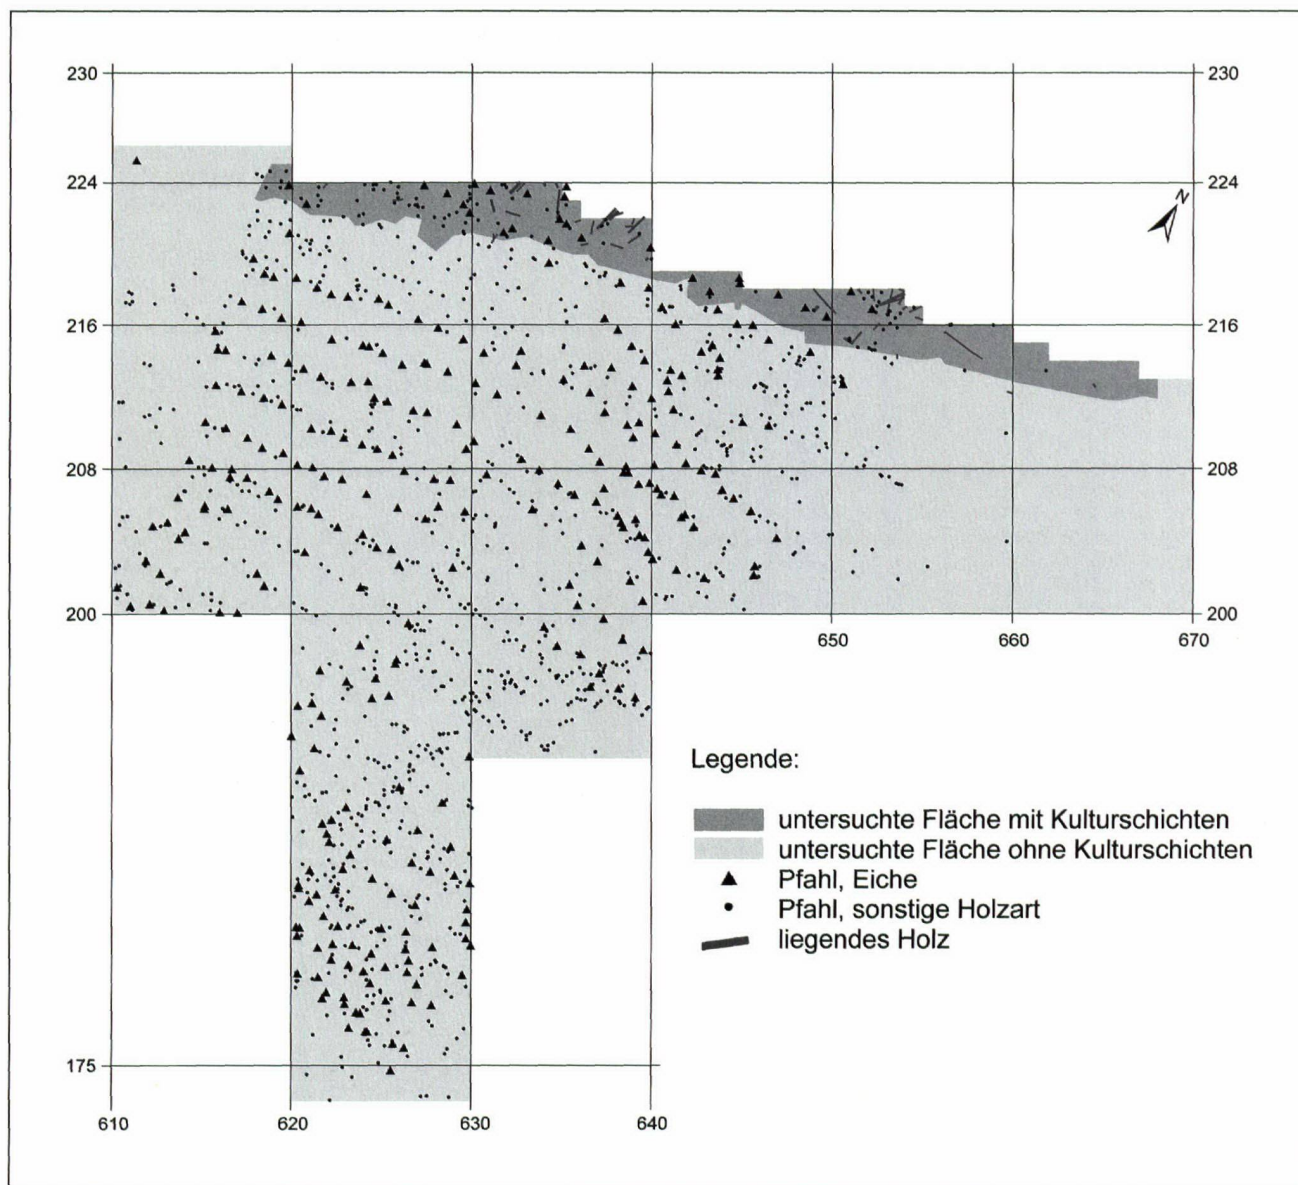 230
230
224
224
N
216
216
208
208
200
200
650
660
670
Legende:
untersuchte Fläche mit Kulturschichten
untersuchte Fläche ohne Kulturschichten
Pfahl, Eiche
Pfahl, sonstige Holzart
liegendes Holz
175
610
620
630
640